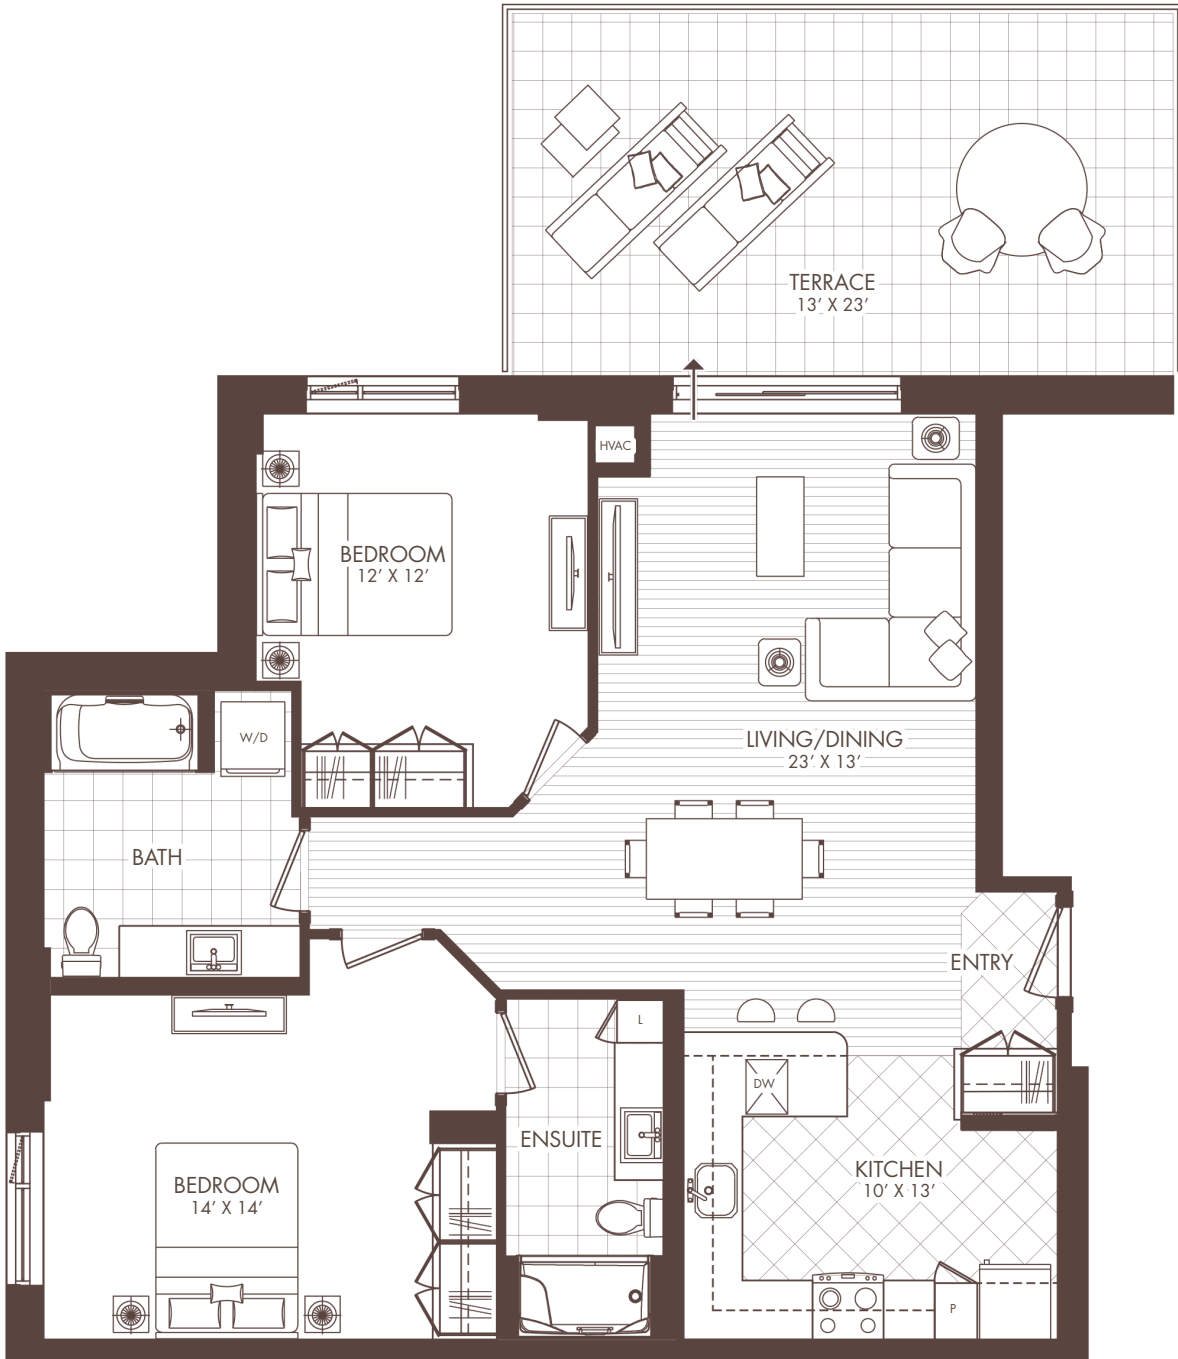 TERRACE
13’ X 23’
HVAC
BEDROOM
12’ X 12’
W/D
LIVING/DINING
23’ X 13’
BATH
ENTRY
L
DW
ENSUITE
KITCHEN
10’ X 13’
BEDROOM
14’ X 14’
P